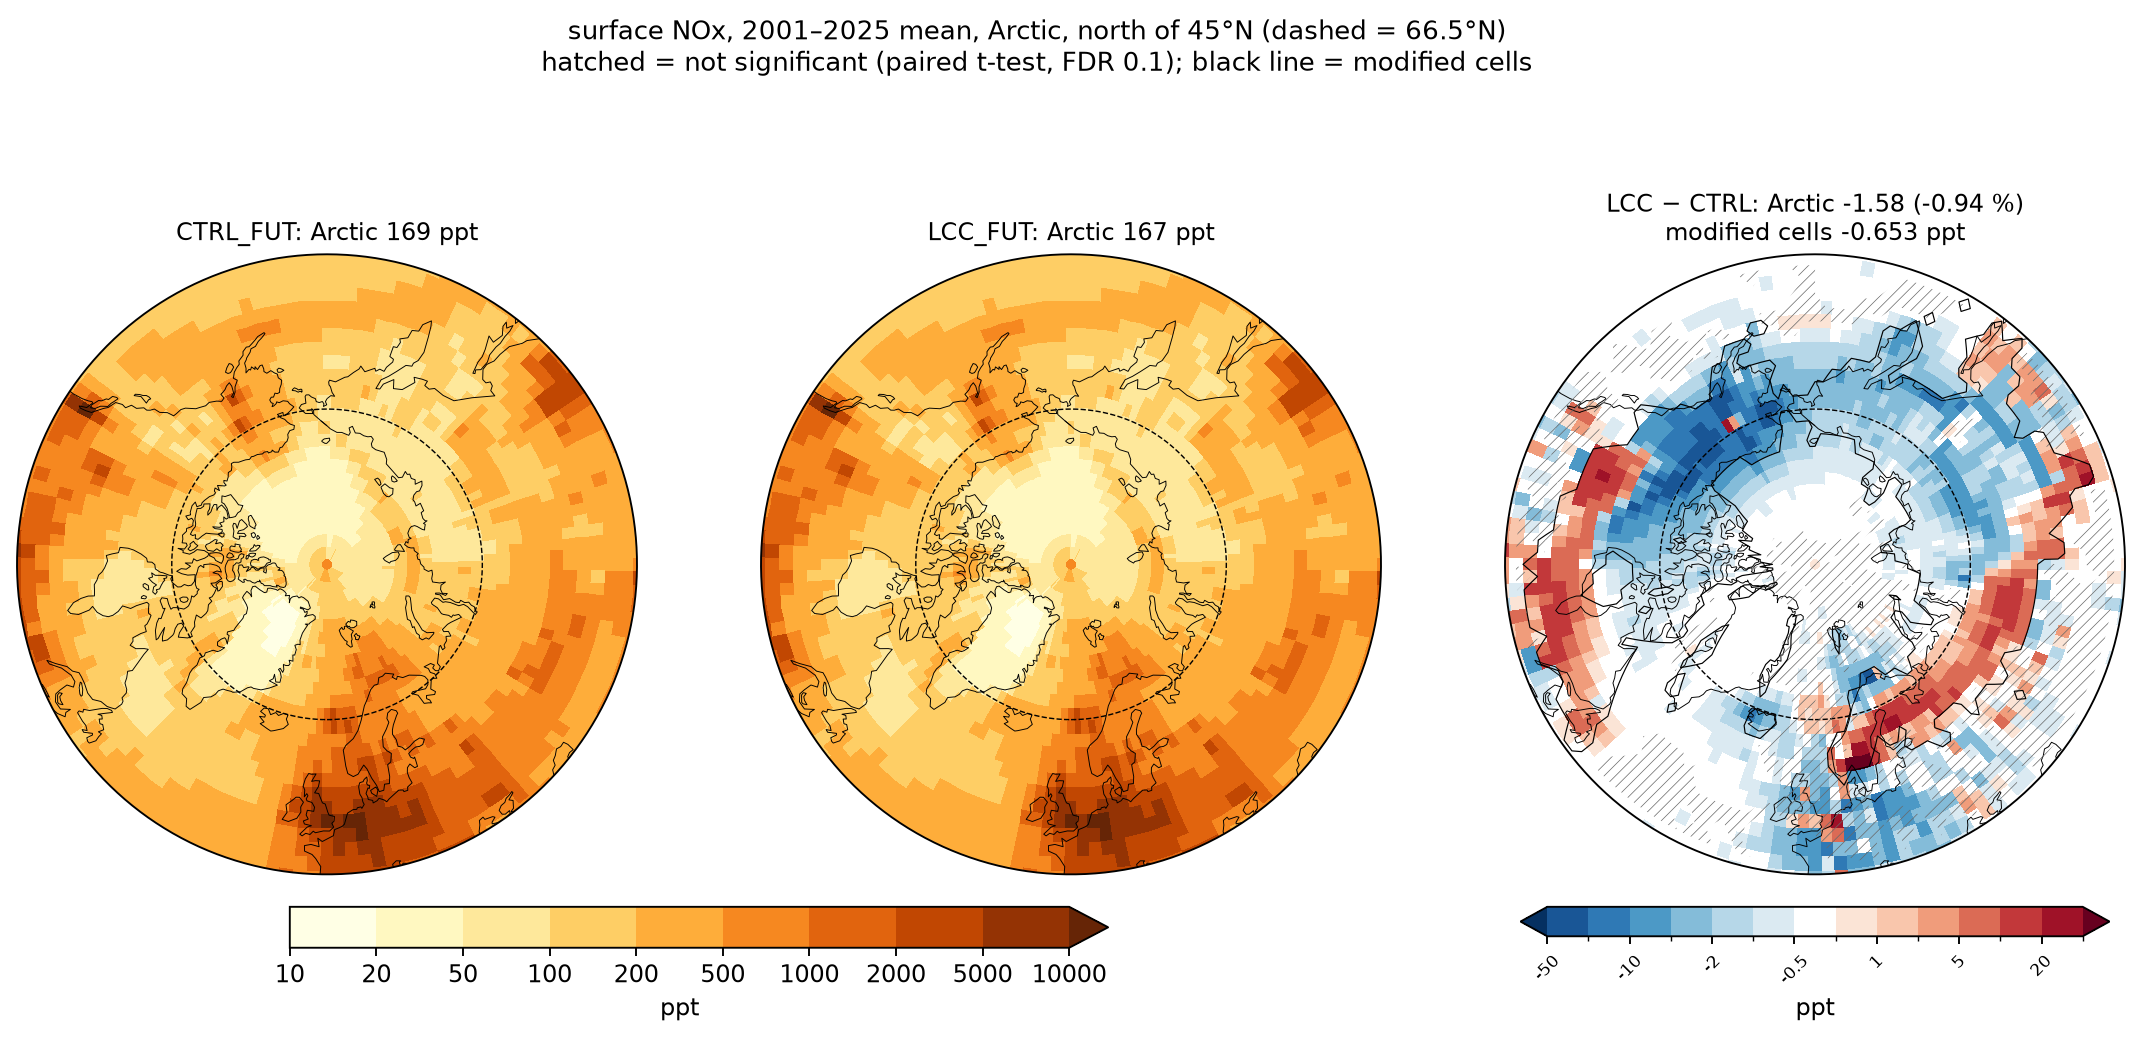 surface NOx, 2001–2025 mean, Arctic, north of 45°N (dashed = 66.5°N)
hatched = not significant (paired t-test, FDR 0.1); black line = modified cells
CTRL_FUT: Arctic 169 ppt
LCC_FUT: Arctic 167 ppt
LCC − CTRL: Arctic -1.58 (-0.94 %)
modified cells -0.653 ppt
10 20 50 100 200 500 1000 2000 5000 10000
ppt
-50 -10 -2 -0.5 1 5 20
ppt